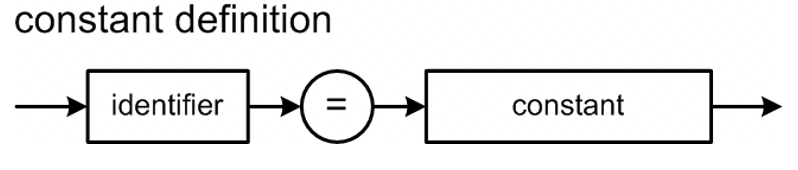 constant definition
identifier = constant